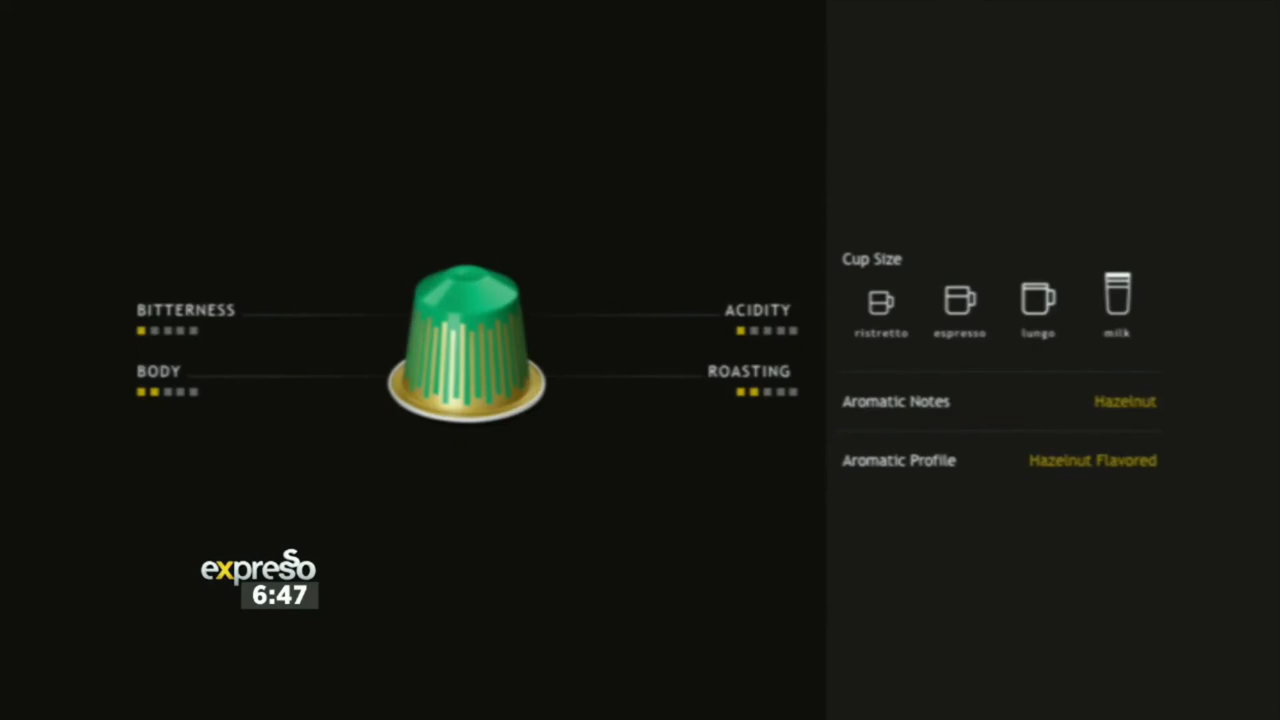 BITTERNESS
BODY
ACIDITY
ROASTING
Cup Size
ristretto espresso lungo milk
Aromatic Notes Hazelnut
Aromatic Profile Hazelnut Flavored
expresso
6:47